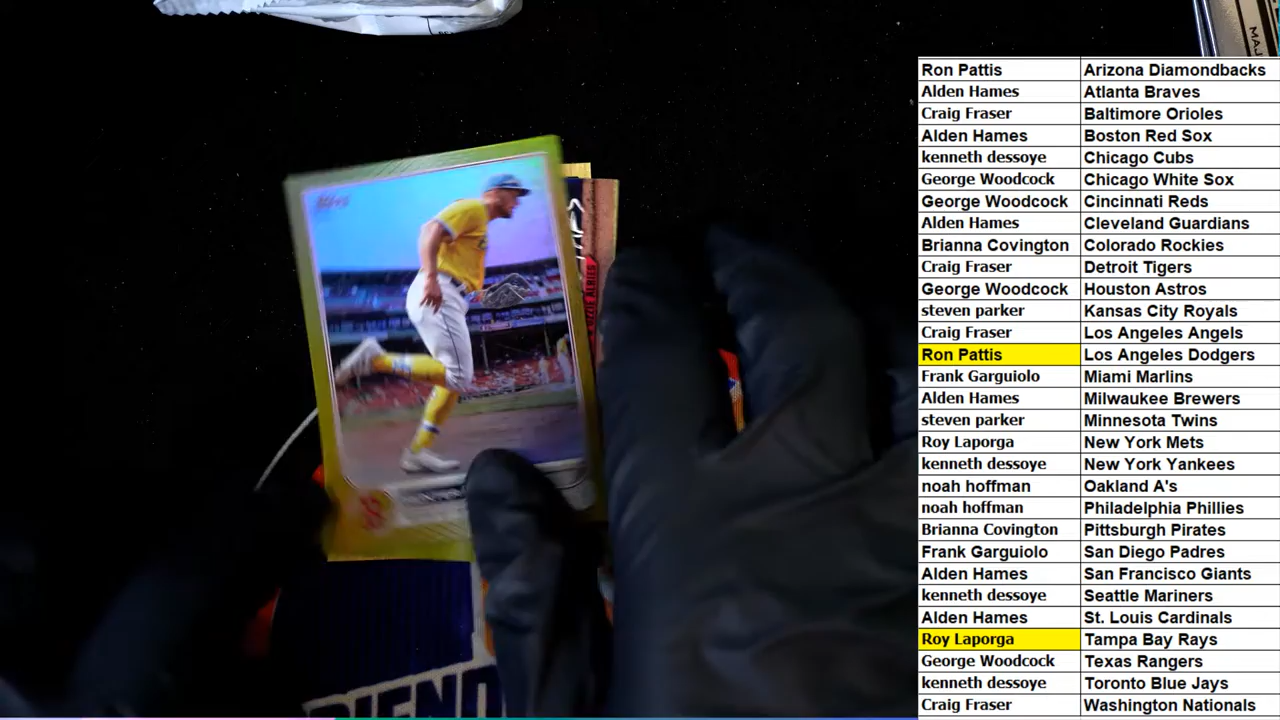 Ron Pattis Arizona Diamondbacks
Alden Hames Atlanta Braves
Craig Fraser Baltimore Orioles
Alden Hames Boston Red Sox
kenneth dessoye Chicago Cubs
George Woodcock Chicago White Sox
George Woodcock Cincinnati Reds
Alden Hames Cleveland Guardians
Brianna Covington Colorado Rockies
Craig Fraser Detroit Tigers
George Woodcock Houston Astros
steven parker Kansas City Royals
Craig Fraser Los Angeles Angels
Ron Pattis Los Angeles Dodgers
Frank Garguiolo Miami Marlins
Alden Hames Milwaukee Brewers
steven parker Minnesota Twins
Roy Laporga New York Mets
kenneth dessoye New York Yankees
noah hoffman Oakland A's
noah hoffman Philadelphia Phillies
Brianna Covington Pittsburgh Pirates
Frank Garguiolo San Diego Padres
Alden Hames San Francisco Giants
kenneth dessoye Seattle Mariners
Alden Hames St. Louis Cardinals
Roy Laporga Tampa Bay Rays
George Woodcock Texas Rangers
kenneth dessoye Toronto Blue Jays
Craig Fraser Washington Nationals